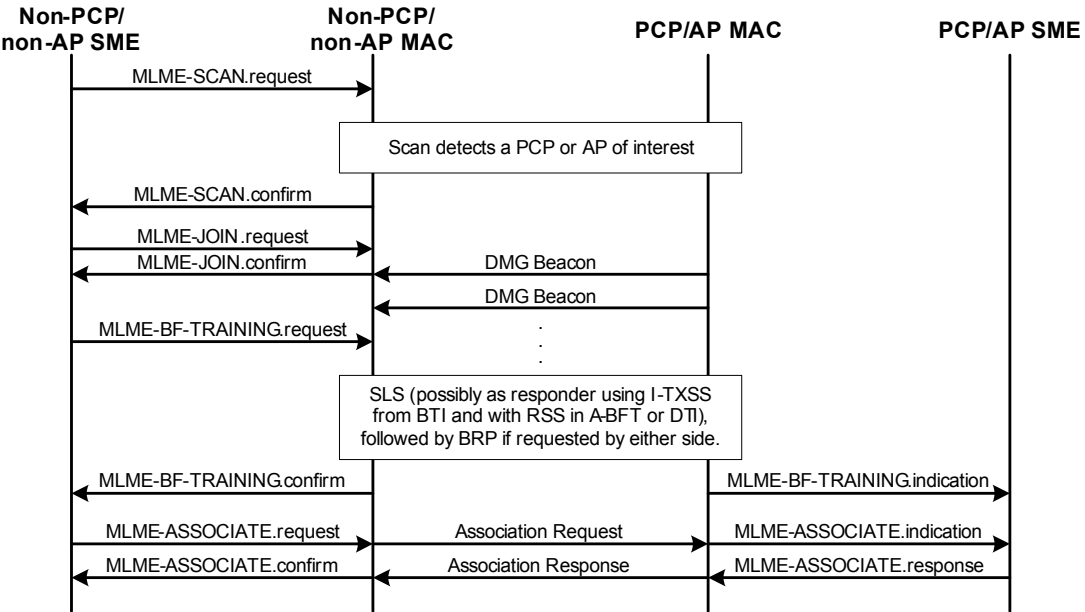 Non-PCP/
non-AP SME
Non-PCP/
non-AP MAC
PCP/AP MAC
PCP/AP SME
MLME-SCAN.request
Scan detects a PCP or AP of interest
MLME-SCAN.confirm
MLME-JOIN.request
MLME-JOIN.confirm
DMG Beacon
DMG Beacon
MLME-BF-TRAINING.request
.
.
.
SLS (possibly as responder using I-TXSS
from BTI and with RSS in A-BFT or DTI),
followed by BRP if requested by either side.
MLME-BF-TRAINING.confirm
MLME-BF-TRAINING.indication
MLME-ASSOCIATE.request
Association Request
MLME-ASSOCIATE.indication
MLME-ASSOCIATE.confirm
Association Response
MLME-ASSOCIATE.response